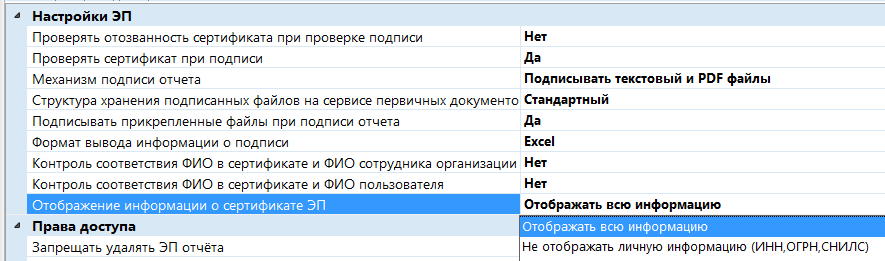 Настройки ЭП
Проверять отозванность сертификата при проверке подписи Нет
Проверять сертификат при подписи Да
Механизм подписи отчета Подписывать текстовый и PDF файлы
Структура хранения подписанных файлов на сервисе первичных документо Стандартный
Подписывать прикрепленные файлы при подписи отчета Да
Формат вывода информации о подписи Excel
Контроль соответствия ФИО в сертификате и ФИО сотрудника организации Нет
Контроль соответствия ФИО в сертификате и ФИО пользователя Нет
Отображение информации о сертификате ЭП Отображать всю информацию
Права доступа Отображать всю информацию
Запрещать удалять ЭП отчёта Не отображать личную информацию (ИНН,ОГРН,СНИЛС)